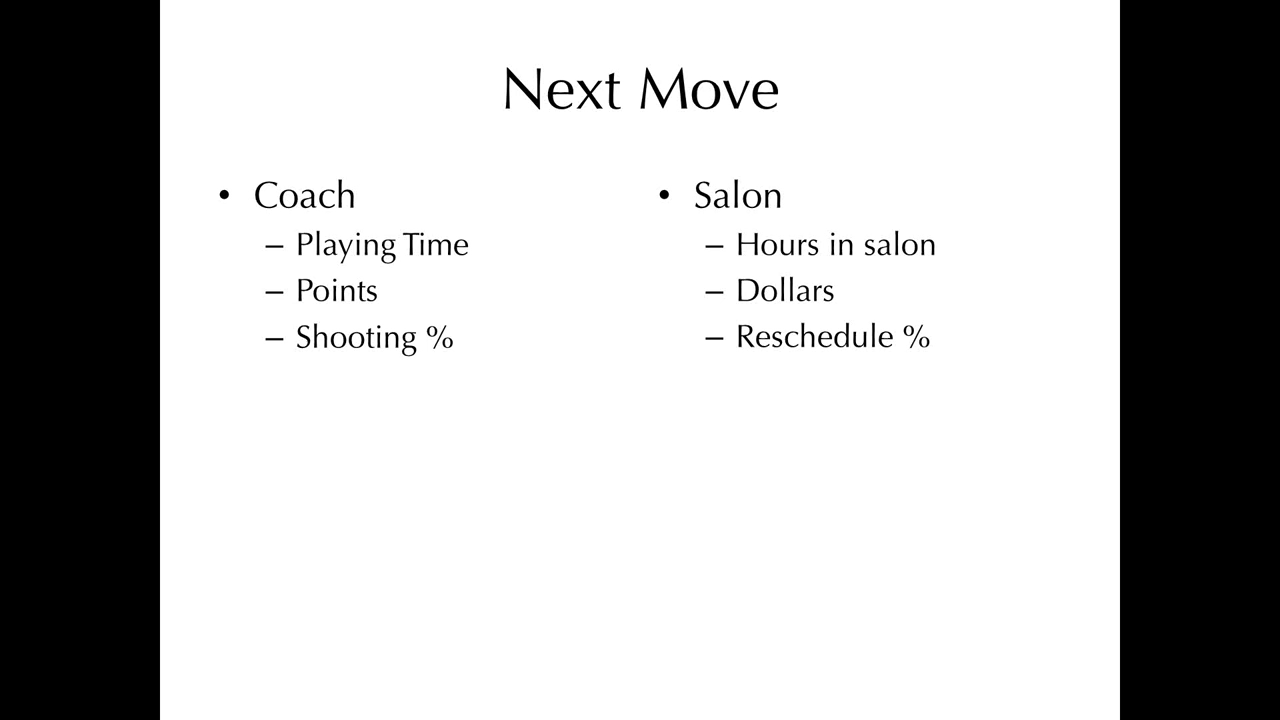 Next Move
• Coach
– Playing Time
– Points
– Shooting %
• Salon
– Hours in salon
– Dollars
– Reschedule %